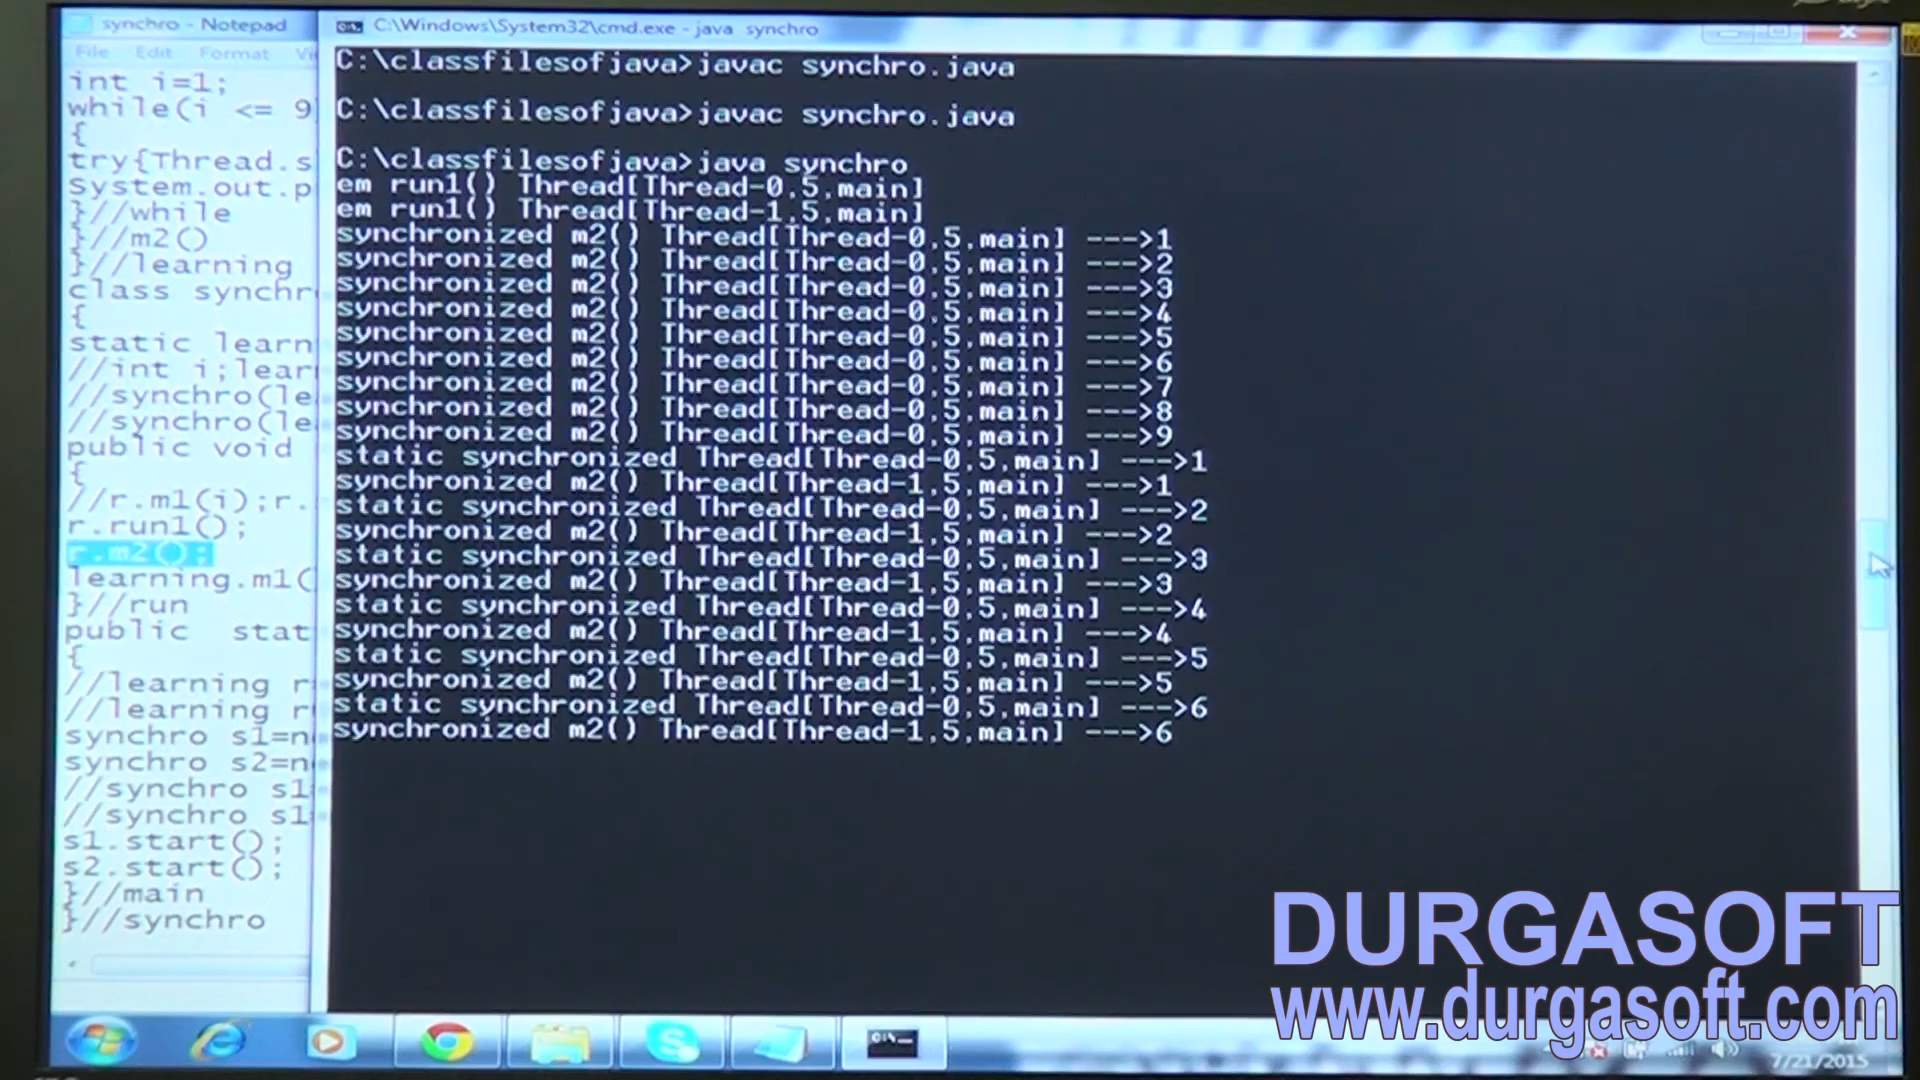 synchro - Notepad
File Edit Format Vi
int i=1;
while(i <= 9
{
try{Thread.s
System.out.p
}//while
}//m2()
}//learning
class synchr
{
static learn
//int i;lear
//synchro(le
//synchro(le
public void
{
//r.m1(i);r.
r.run1();
r.m2();
learning.m1(
}//run
public stat
{
//learning r
//learning r
synchro s1=n
synchro s2=n
//synchro s1
//synchro s1
s1.start();
s2.start();
}//main
}//synchro
C:\Windows\System32\cmd.exe - java synchro
C:\classfilesofjava>javac synchro.java
C:\classfilesofjava>javac synchro.java
C:\classfilesofjava>java synchro
em run1() Thread[Thread-0,5,main]
em run1() Thread[Thread-1,5,main]
synchronized m2() Thread[Thread-0,5,main] --->1
synchronized m2() Thread[Thread-0,5,main] --->2
synchronized m2() Thread[Thread-0,5,main] --->3
synchronized m2() Thread[Thread-0,5,main] --->4
synchronized m2() Thread[Thread-0,5,main] --->5
synchronized m2() Thread[Thread-0,5,main] --->6
synchronized m2() Thread[Thread-0,5,main] --->7
synchronized m2() Thread[Thread-0,5,main] --->8
synchronized m2() Thread[Thread-0,5,main] --->9
static synchronized Thread[Thread-0,5,main] --->1
synchronized m2() Thread[Thread-1,5,main] --->1
static synchronized Thread[Thread-0,5,main] --->2
synchronized m2() Thread[Thread-1,5,main] --->2
static synchronized Thread[Thread-0,5,main] --->3
synchronized m2() Thread[Thread-1,5,main] --->3
static synchronized Thread[Thread-0,5,main] --->4
synchronized m2() Thread[Thread-1,5,main] --->4
static synchronized Thread[Thread-0,5,main] --->5
synchronized m2() Thread[Thread-1,5,main] --->5
static synchronized Thread[Thread-0,5,main] --->6
synchronized m2() Thread[Thread-1,5,main] --->6
DURGASOFT
www.durgasoft.com
7/21/2015